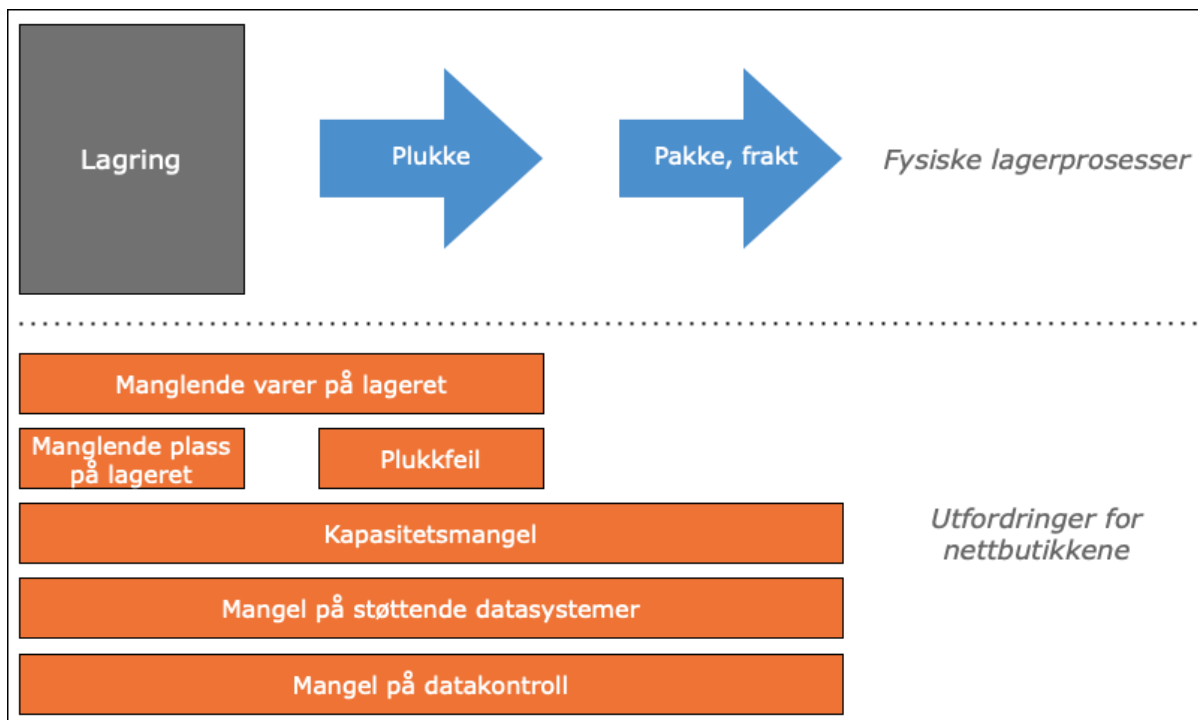 Lagring
Plukke
Pakke, frakt
Fysiske lagerprosesser
Manglende varer på lageret
Manglende plass
på lageret
Plukkfeil
Kapasitetsmangel
Utfordringer for
nettbutikkene
Mangel på støttende datasystemer
Mangel på datakontroll